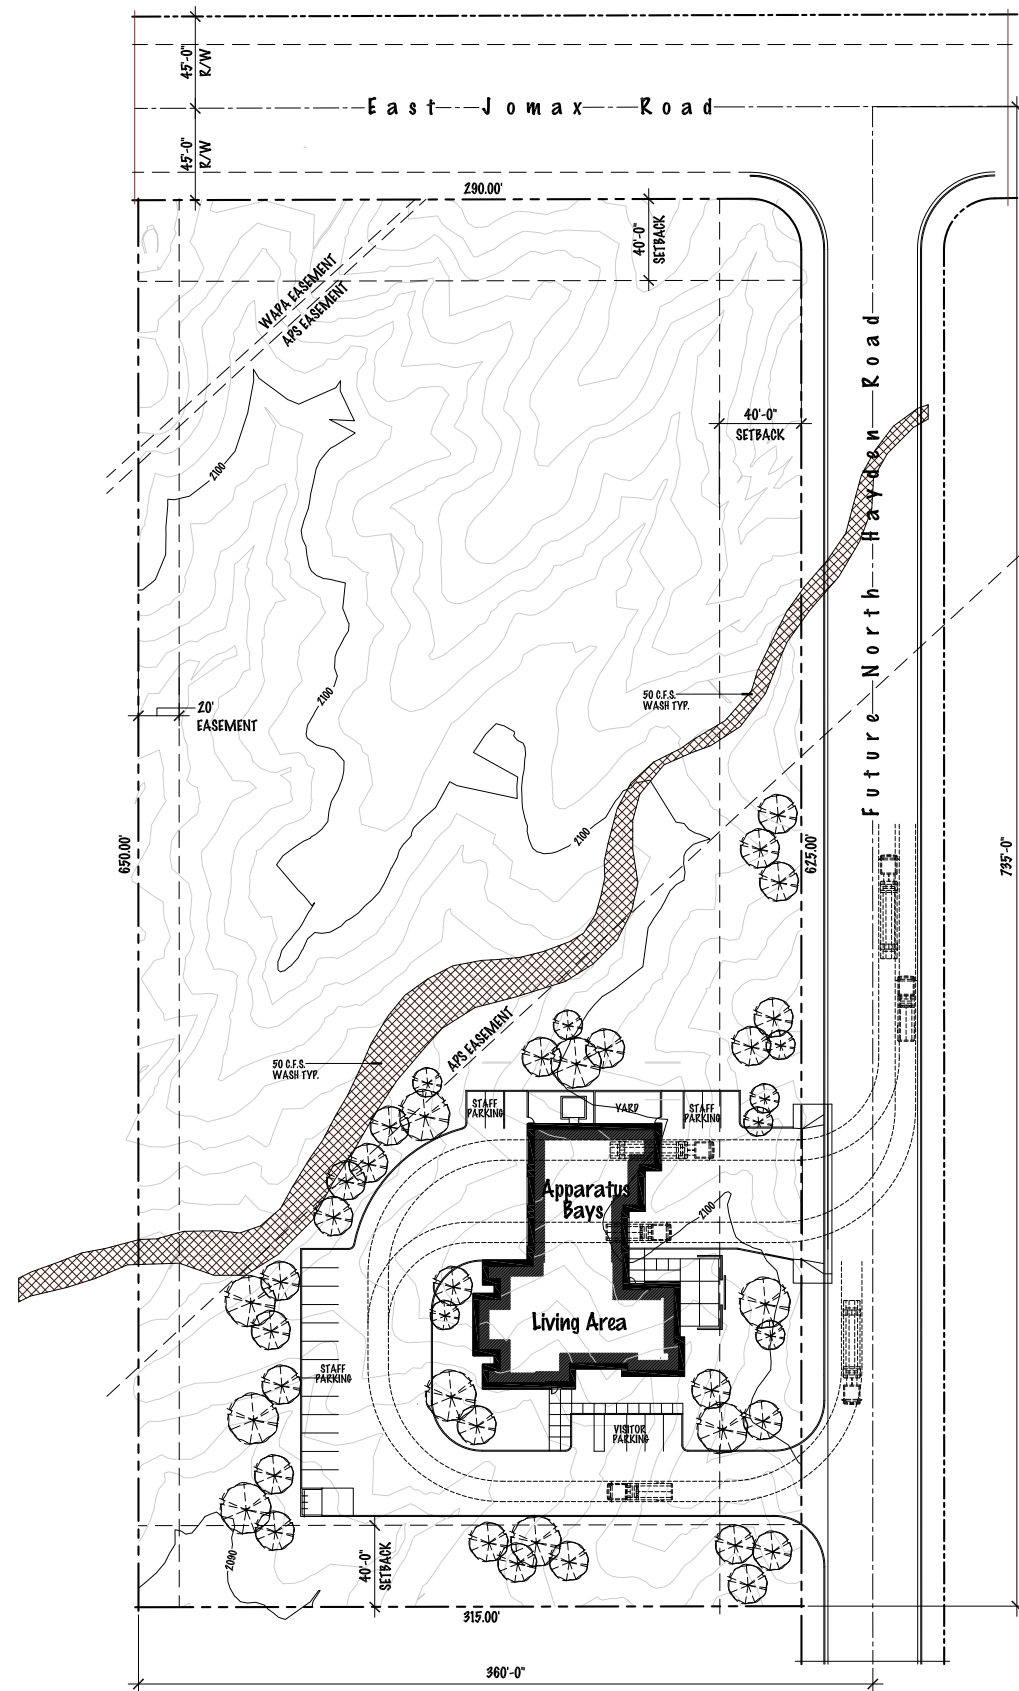 45'-0"
R/W
East Jomax Road
45'-0"
R/W
290.00'
40'-0"
SETBACK
WAPA EASEMENT
APS EASEMENT
Future North Hayden Road
40'-0"
SETBACK
2100
50 C.F.S.
WASH TYP.
2100
20'
EASEMENT
2100
650.00'
625.00'
735'-0"
APS EASEMENT
50 C.F.S.
WASH TYP.
STAFF
PARKING
YARD
STAFF
PARKING
Apparatus
Bays
2100
Living Area
STAFF
PARKING
VISITOR
PARKING
2090
40'-0"
SETBACK
315.00'
360'-0"